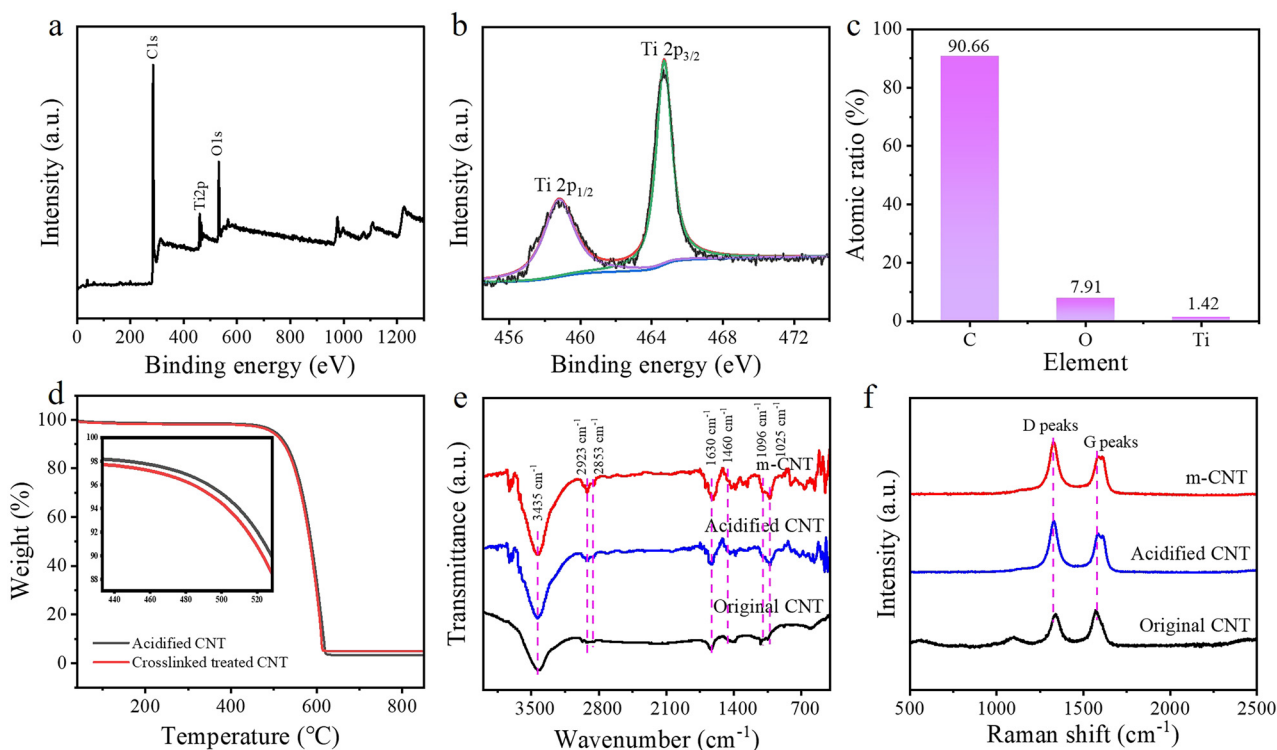 a
C1s
Ti2p
O1s
Intensity (a.u.)
0 200 400 600 800 1000 1200
Binding energy (eV)
b
Ti 2p3/2
Ti 2p1/2
Intensity (a.u.)
456 460 464 468 472
Binding energy (eV)
c
100
80
60
40
20
0
90.66
7.91
1.42
Atomic ratio (%)
C O Ti
Element
d
100
80
60
40
20
0
Weight (%)
100
98
96
94
92
90
88
440 460 480 500 520
Acidified CNT
Crosslinked treated CNT
200 400 600 800
Temperature (°C)
e
3435 cm-1
2923 cm-1
2853 cm-1
1630 cm-1
1460 cm-1
1096 cm-1
1025 cm-1
m-CNT
Acidified CNT
Original CNT
Transmittance (a.u.)
3500 2800 2100 1400 700
Wavenumber (cm-1)
f
D peaks
G peaks
m-CNT
Acidified CNT
Original CNT
Intensity (a.u.)
500 1000 1500 2000 2500
Raman shift (cm-1)